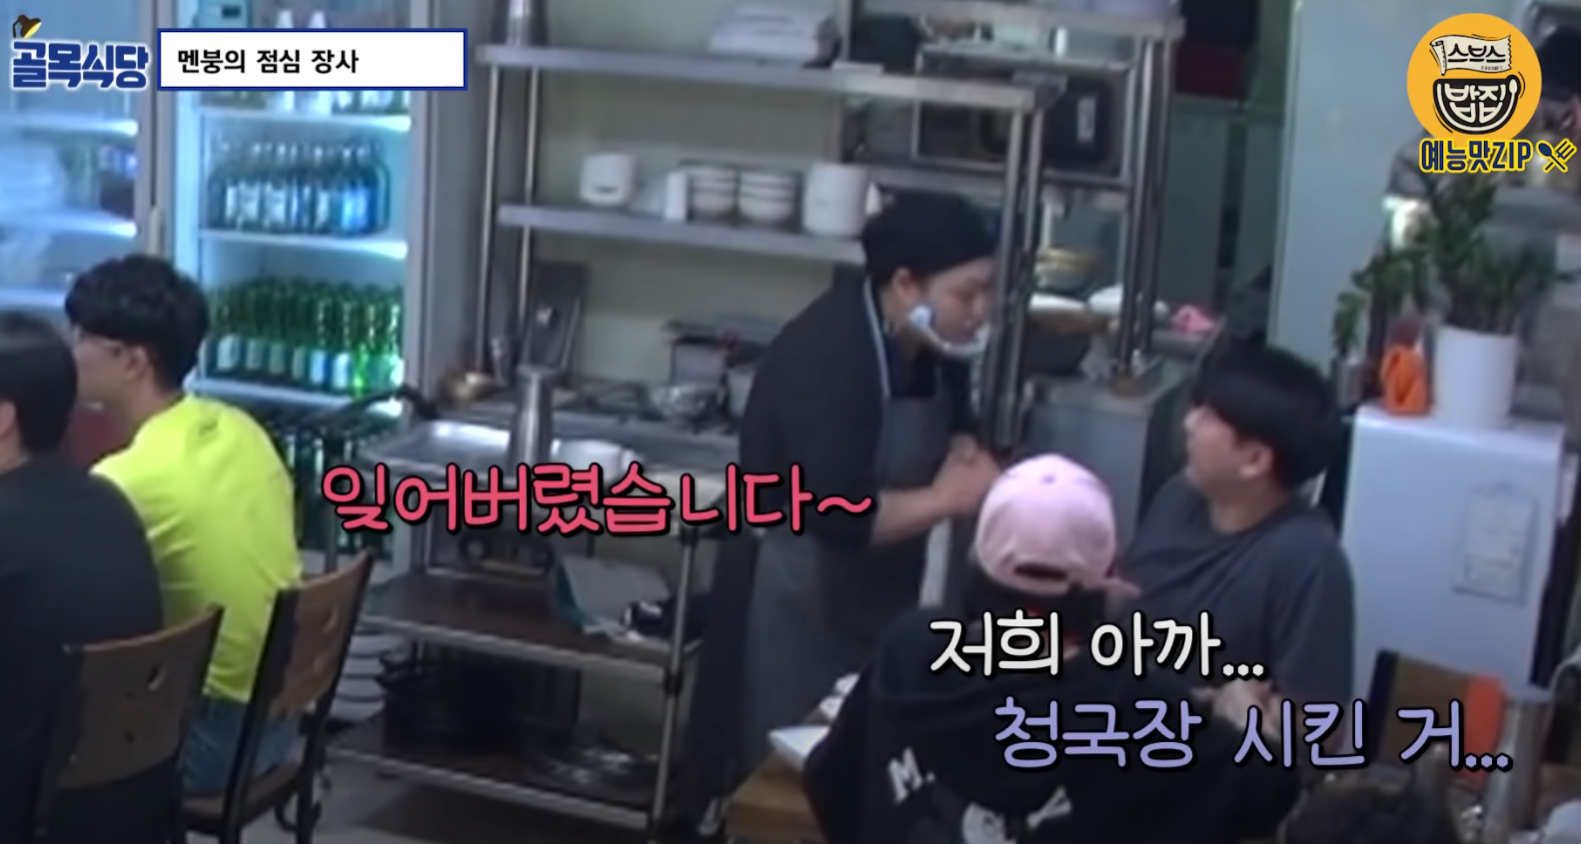 골목식당
멘붕의 점심 장사
스브스
밥집
예능맛ZIP
잊어버렸습니다~
저희 아까...
청국장 시킨 거...
M.
Y